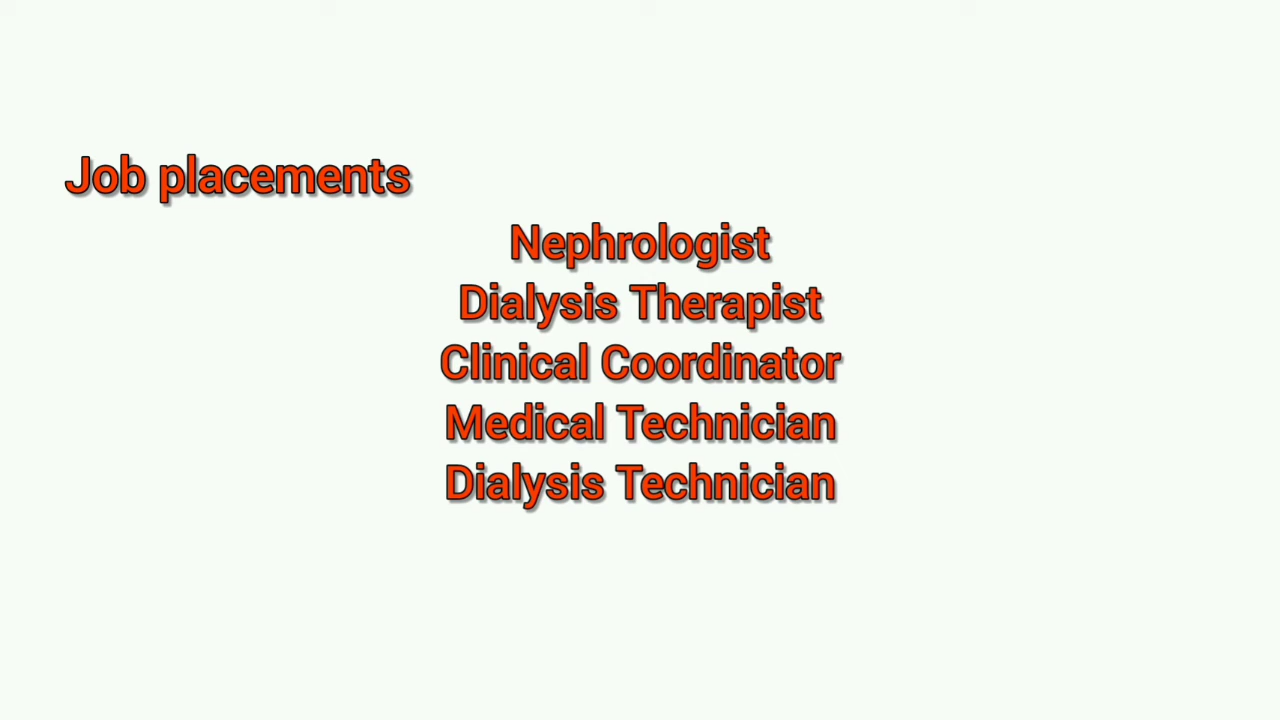 Job placements
Nephrologist
Dialysis Therapist
Clinical Coordinator
Medical Technician
Dialysis Technician